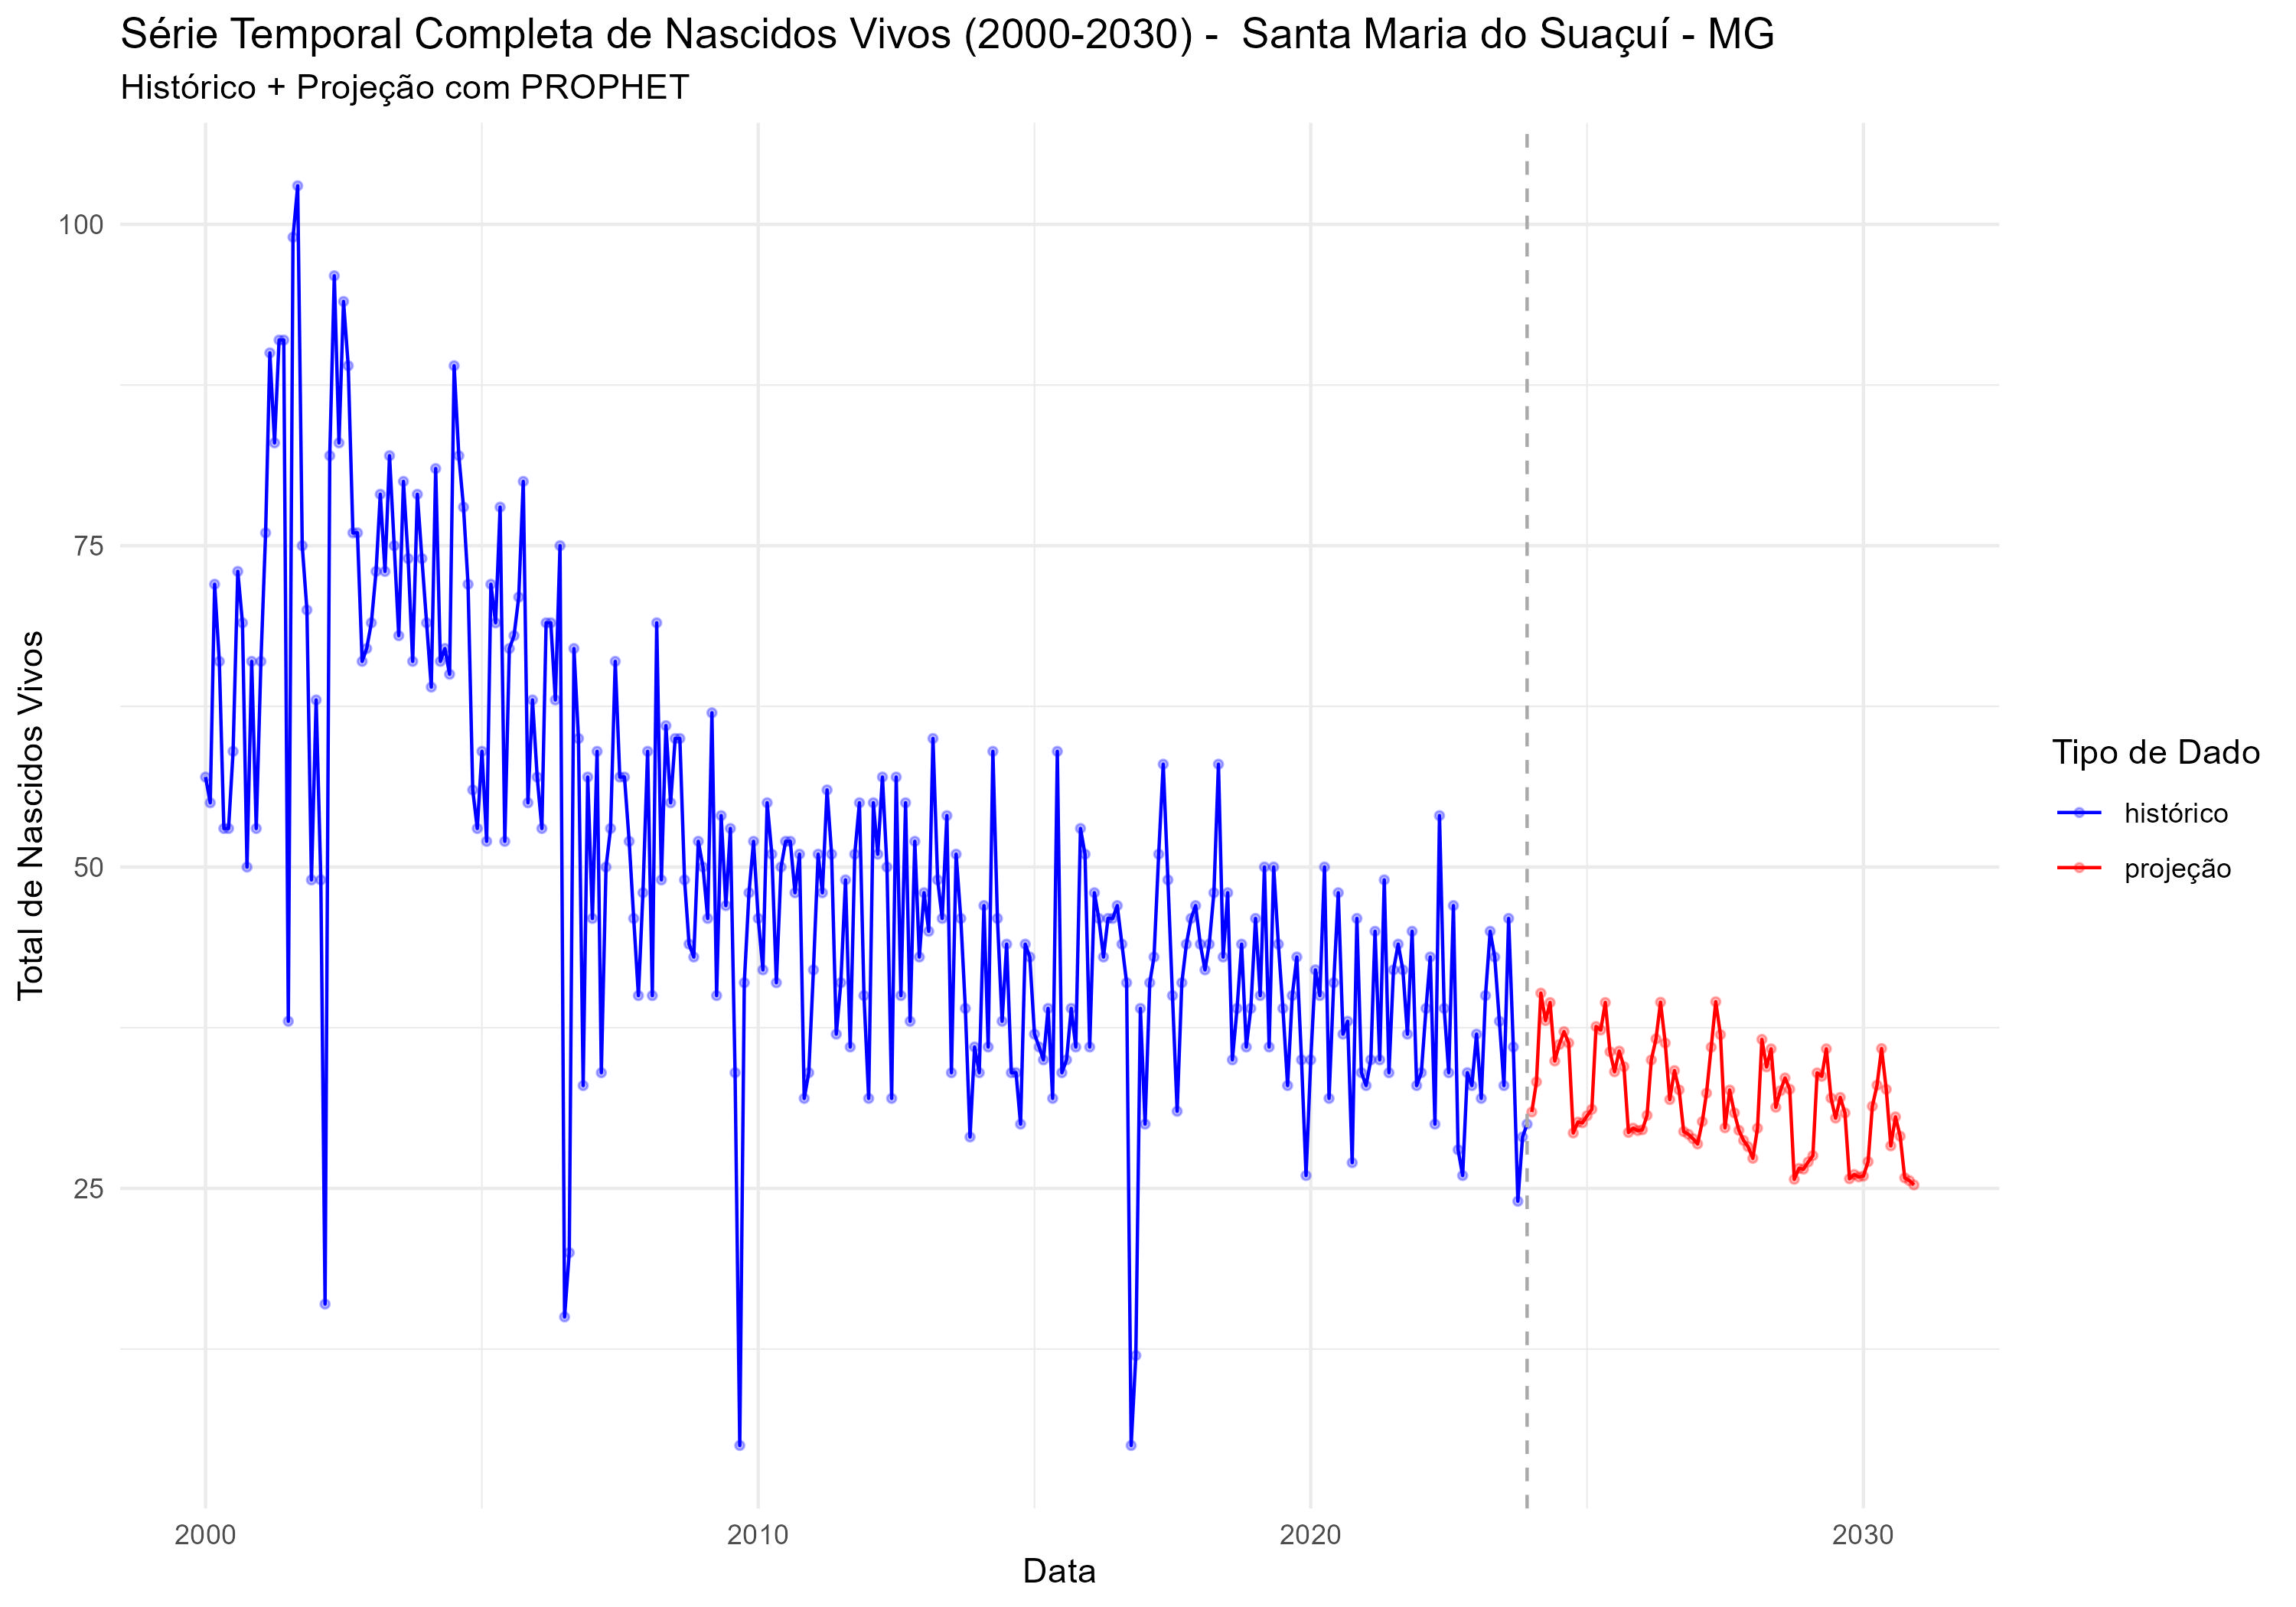 Série Temporal Completa de Nascidos Vivos (2000-2030) -  Santa Maria do Suaçuí - MG
Histórico + Projeção com PROPHET
Total de Nascidos Vivos
100
75
50
25
2000
2010
2020
2030
Data
Tipo de Dado
histórico
projeção